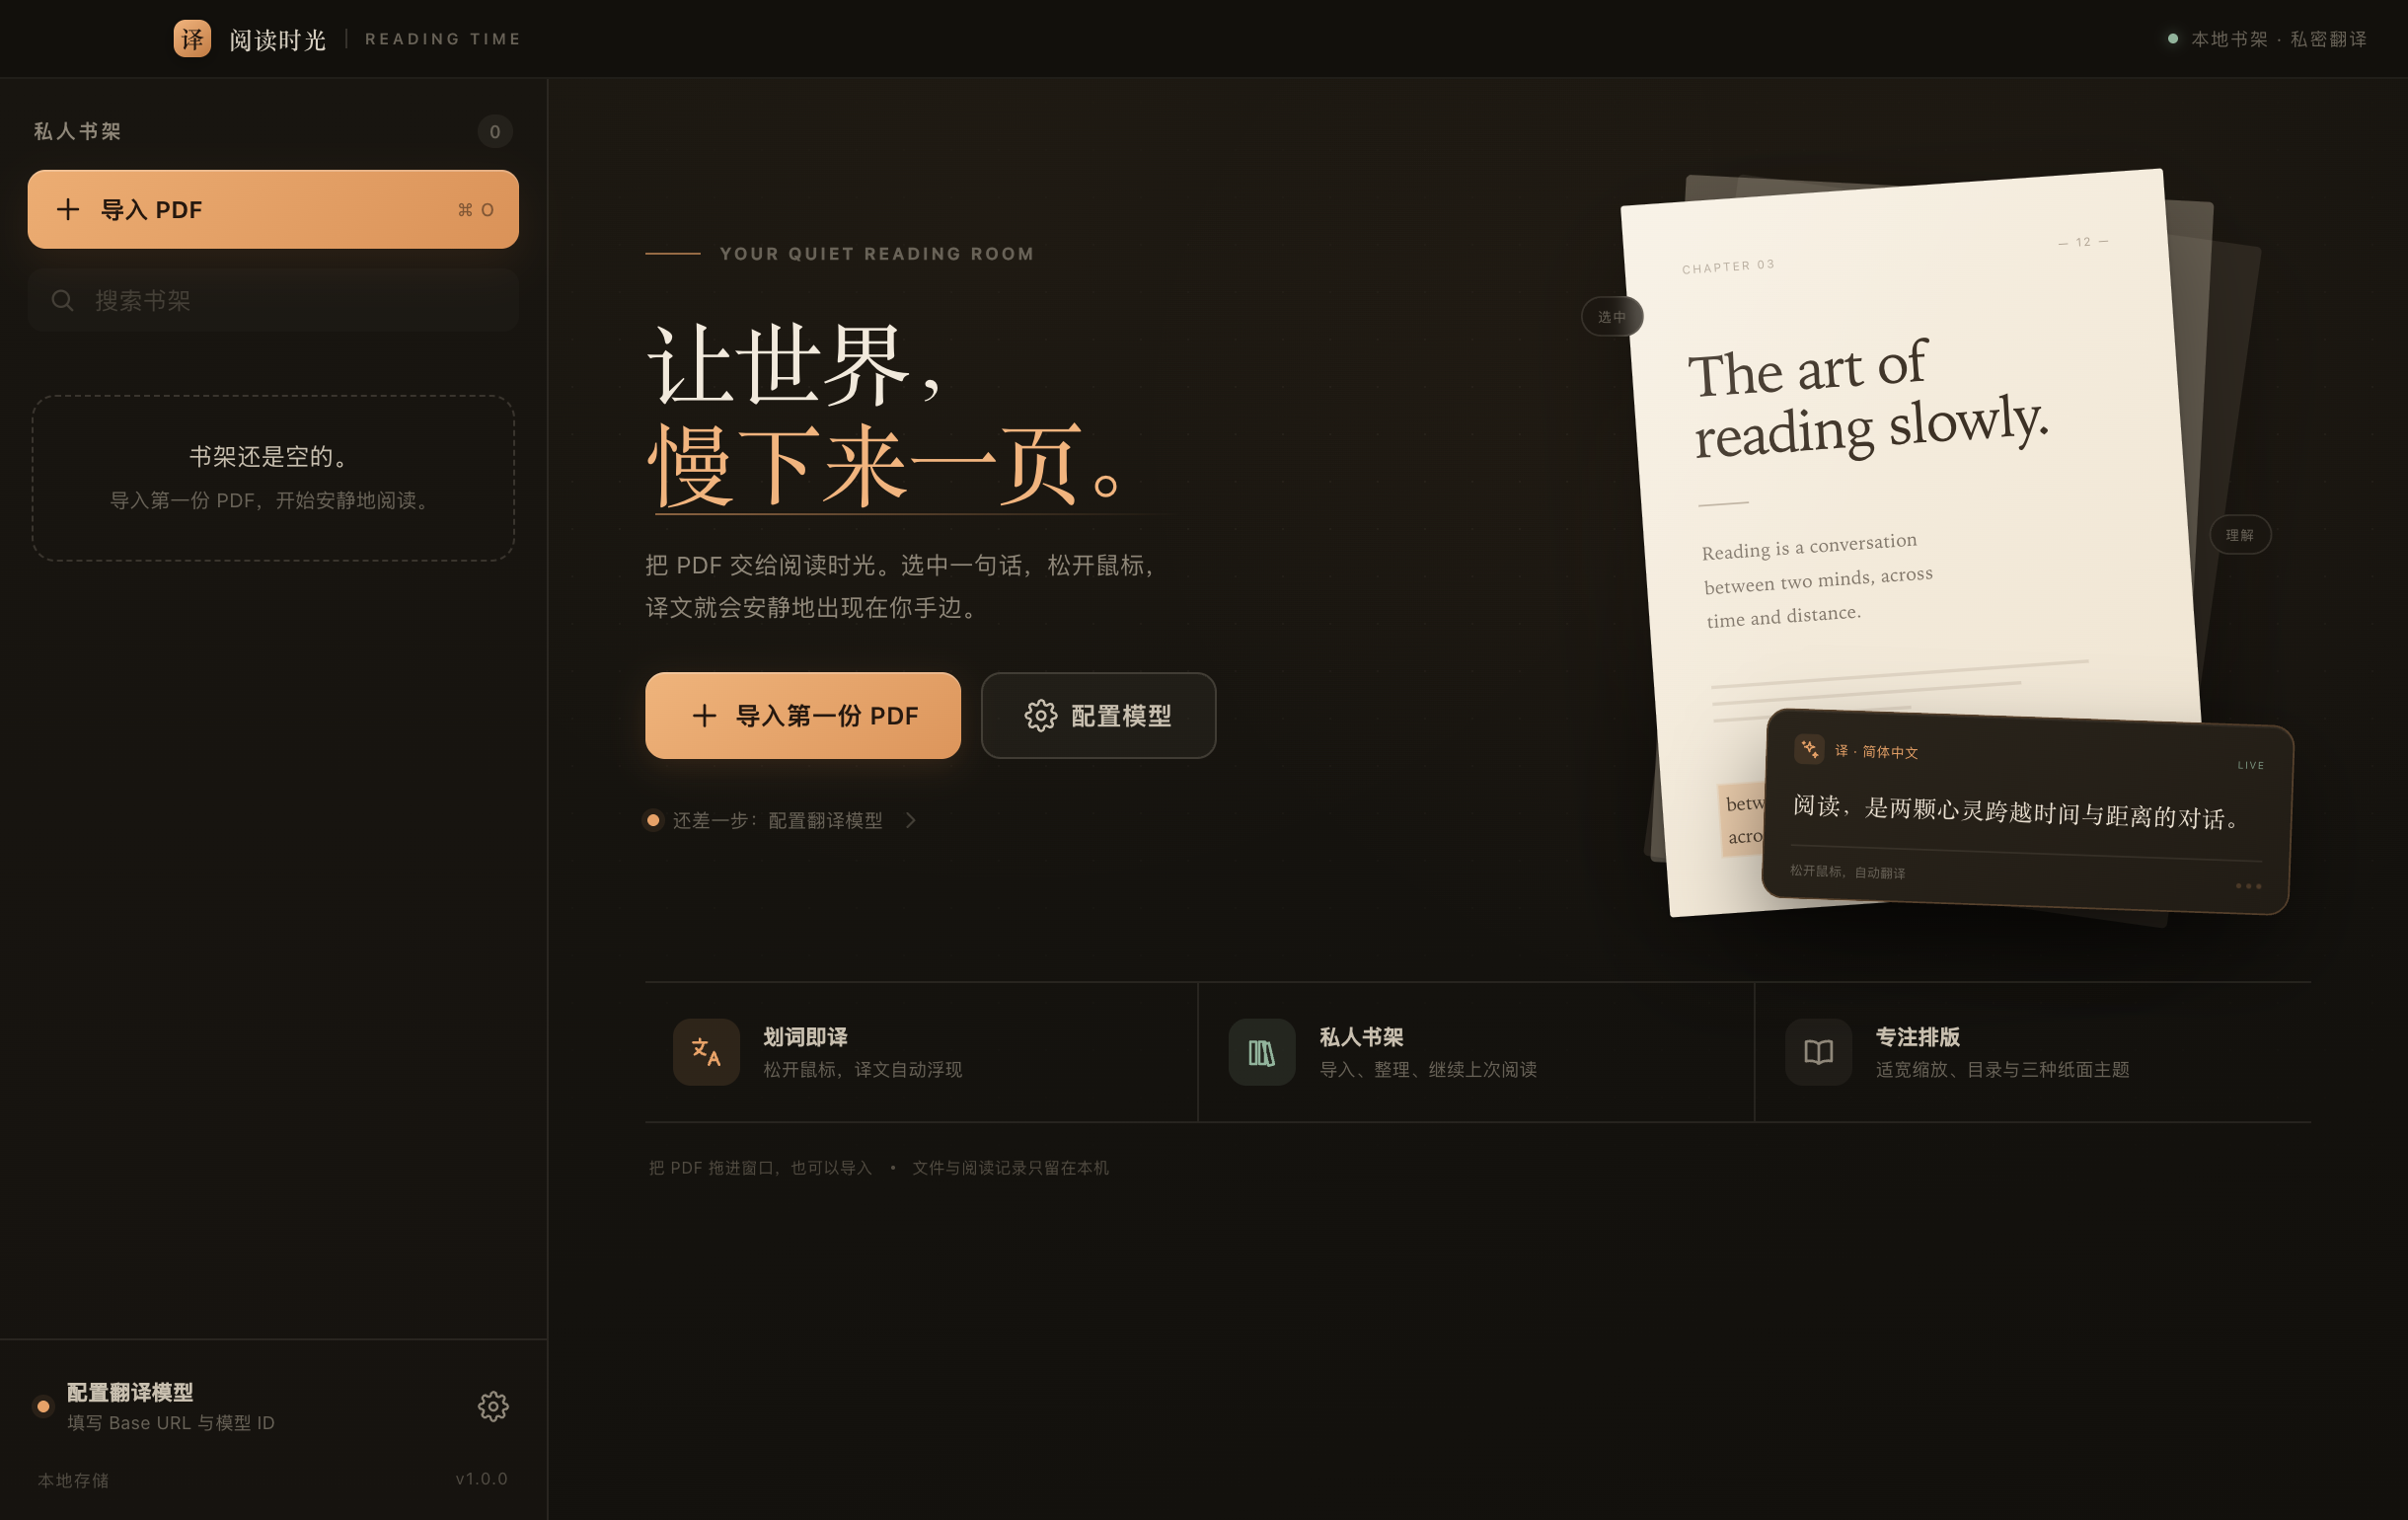 译 阅读时光 READING TIME
本地书架 · 私密翻译
私人书架 0
导入 PDF ⌘ O
搜索书架
书架还是空的。
导入第一份 PDF，开始安静地阅读。
配置翻译模型
填写 Base URL 与模型 ID
本地存储 v1.0.0
YOUR QUIET READING ROOM
让世界，
慢下来一页。
把 PDF 交给阅读时光。选中一句话，松开鼠标，
译文就会安静地出现在你手边。
导入第一份 PDF 配置模型
还差一步：配置翻译模型
CHAPTER 03 — 12 —
选中
The art of
reading slowly.
理解
Reading is a conversation
between two minds, across
time and distance.
betw
acro
译 · 简体中文 LIVE
阅读，是两颗心灵跨越时间与距离的对话。
松开鼠标，自动翻译
文A
划词即译
松开鼠标，译文自动浮现
私人书架
导入、整理、继续上次阅读
专注排版
适宽缩放、目录与三种纸面主题
把 PDF 拖进窗口，也可以导入 • 文件与阅读记录只留在本机